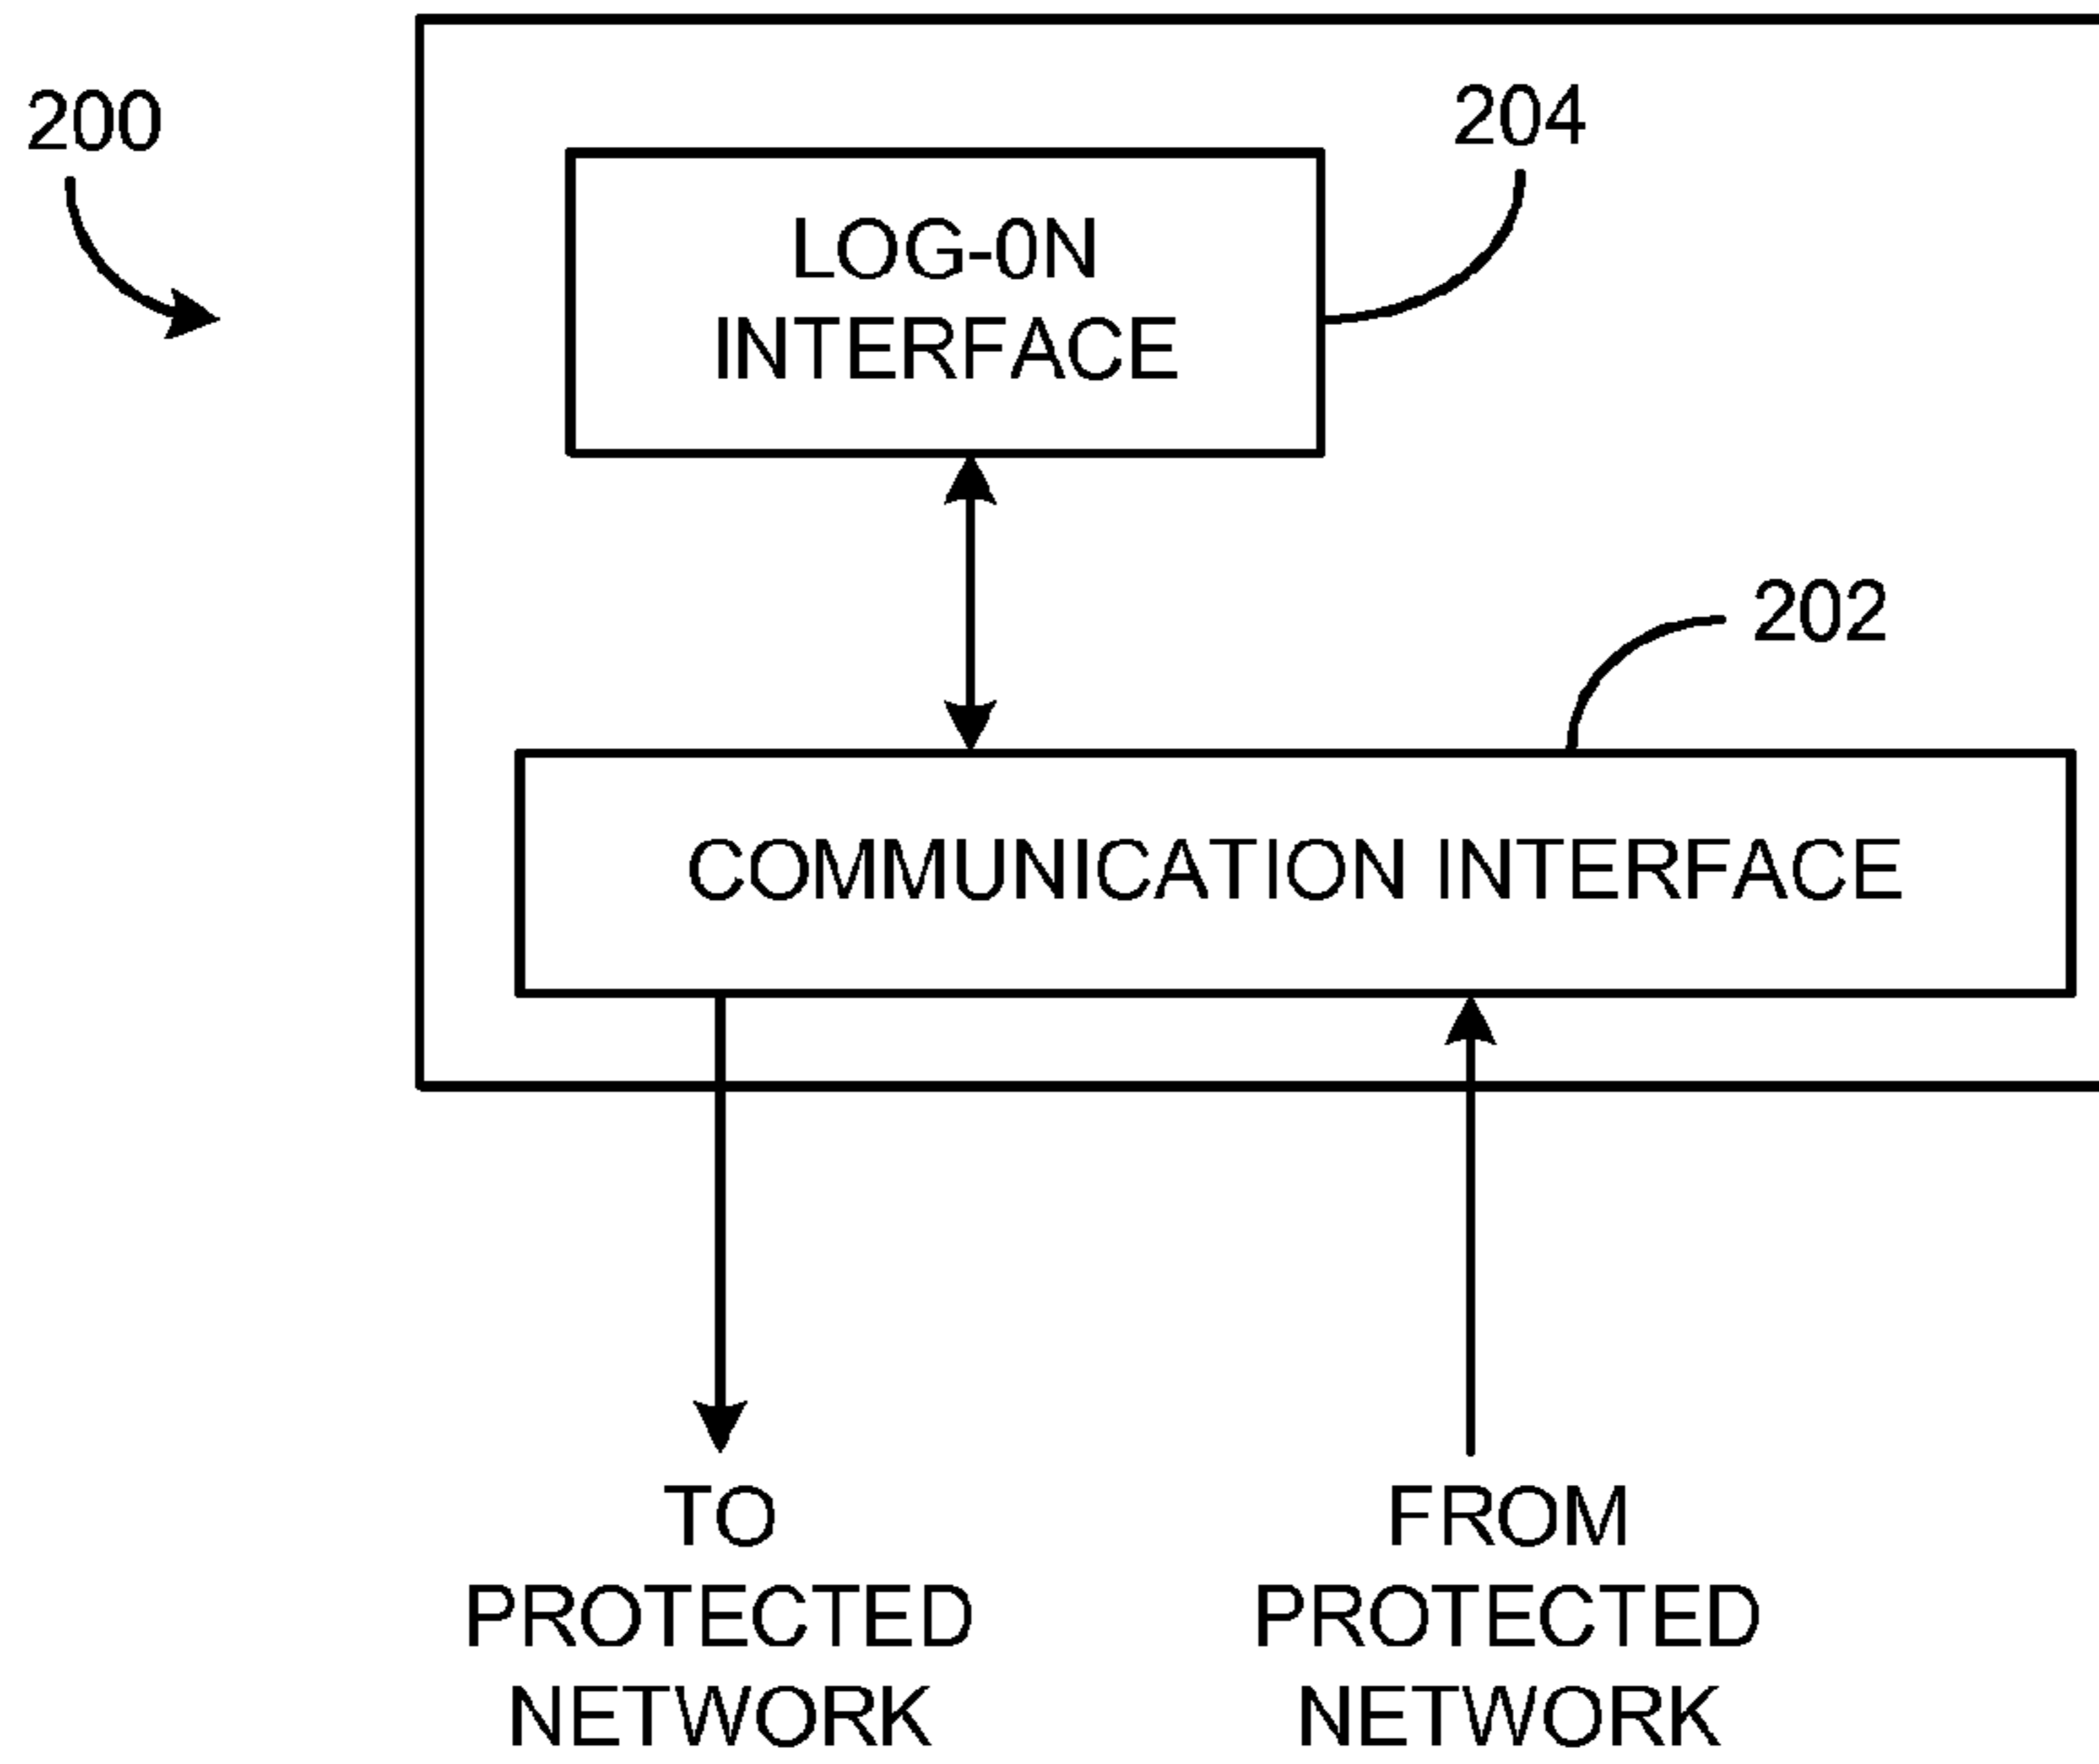 200
204
LOG-0N
INTERFACE
202
COMMUNICATION INTERFACE
TO
PROTECTED
NETWORK
FROM
PROTECTED
NETWORK